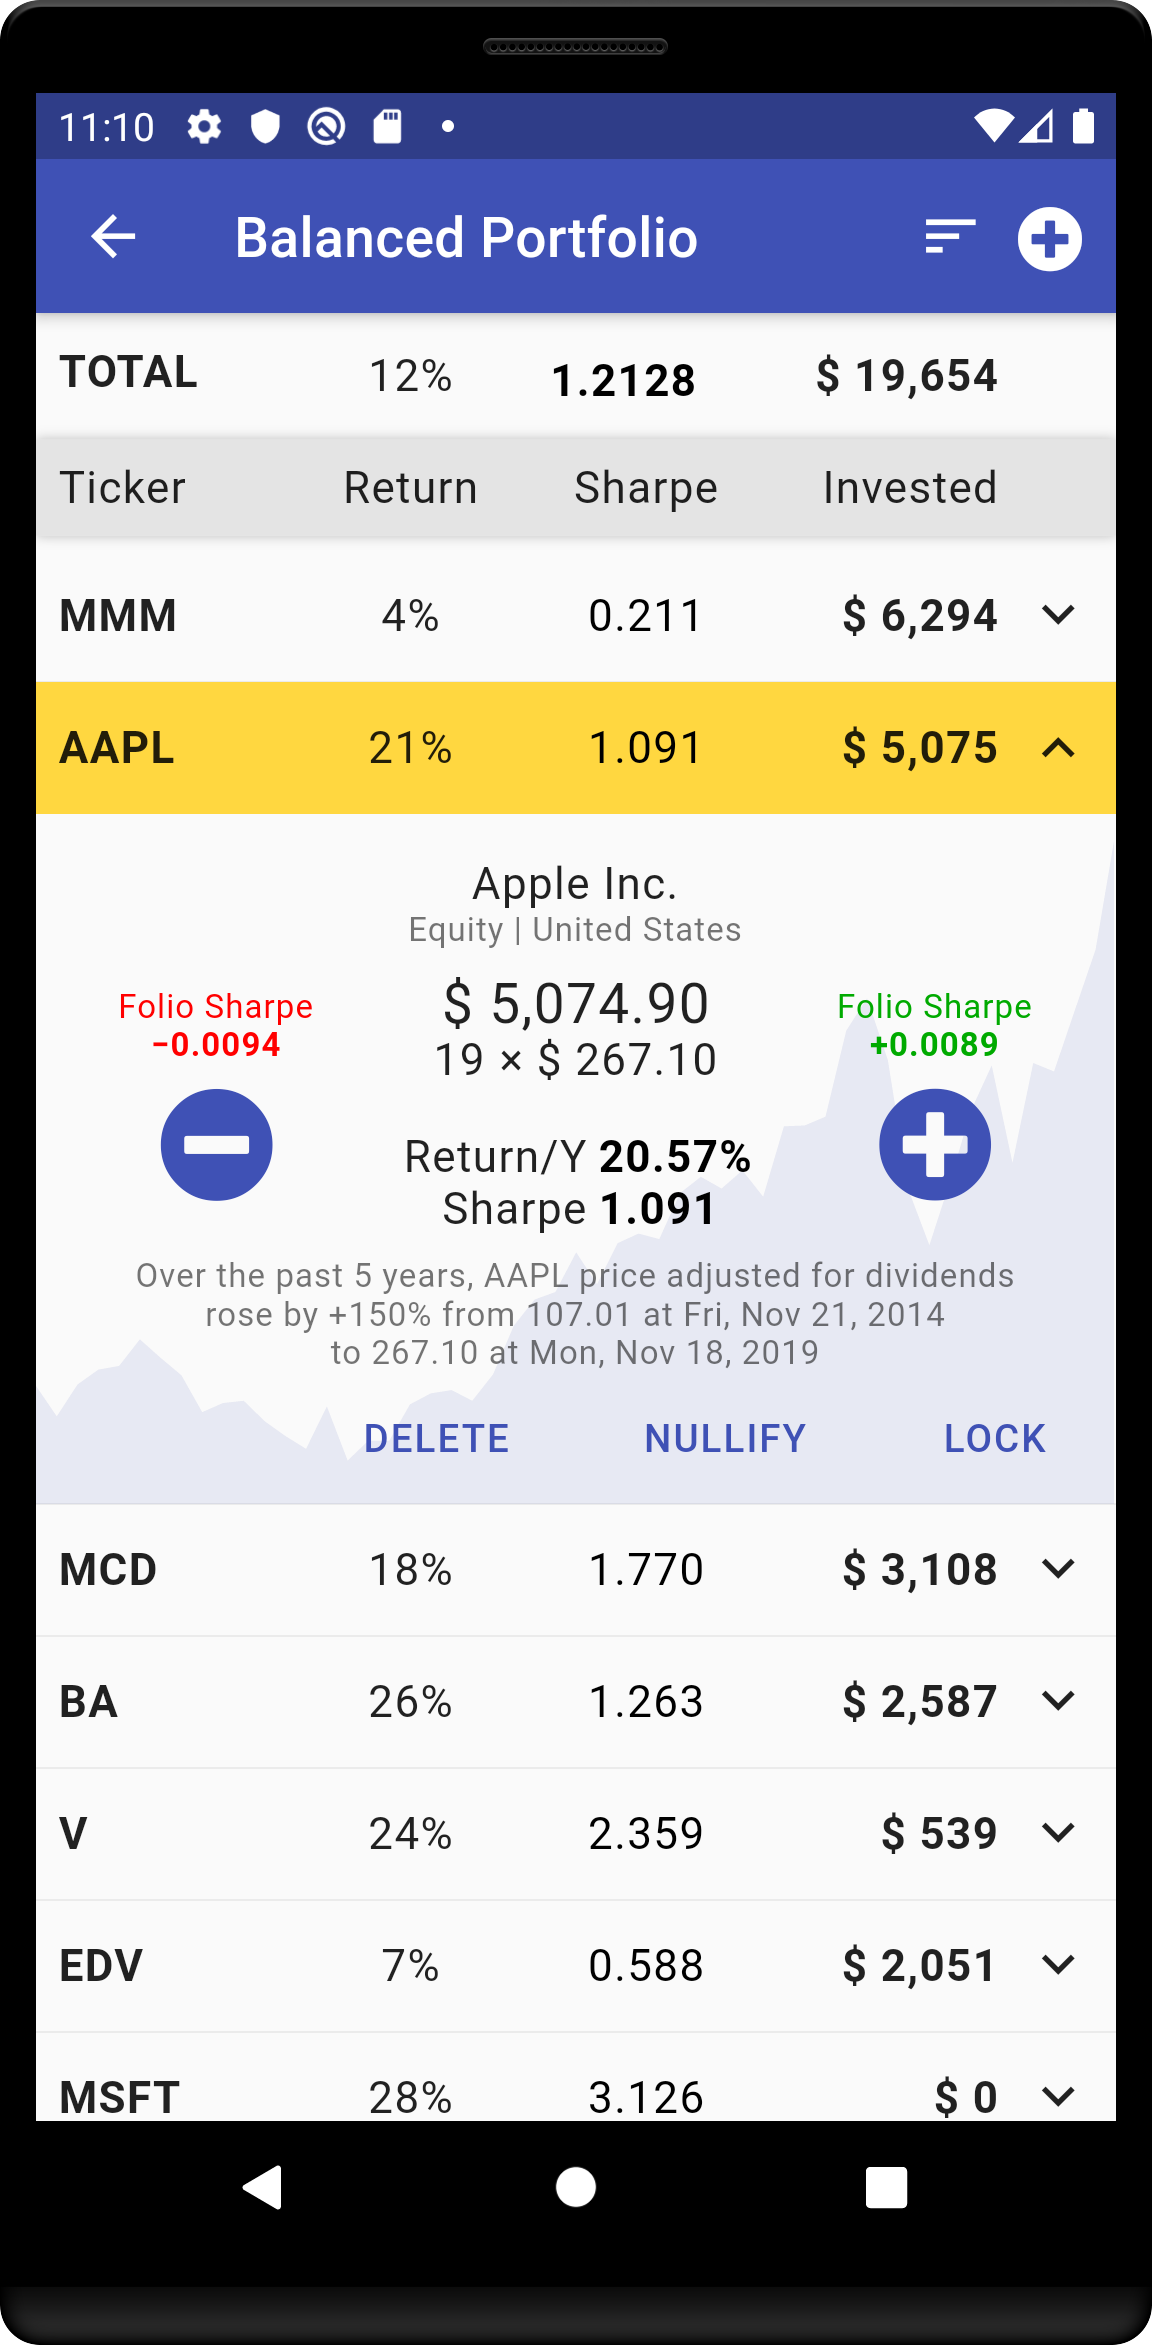 11:10
Balanced Portfolio
TOTAL 12% 1.2128 $ 19,654
Ticker Return Sharpe Invested
MMM 4% 0.211 $ 6,294
AAPL 21% 1.091 $ 5,075
Apple Inc.
Equity | United States
$ 5,074.90
19 × $ 267.10
Folio Sharpe
−0.0094
Folio Sharpe
+0.0089
Return/Y 20.57%
Sharpe 1.091
Over the past 5 years, AAPL price adjusted for dividends
rose by +150% from 107.01 at Fri, Nov 21, 2014
to 267.10 at Mon, Nov 18, 2019
DELETE NULLIFY LOCK
MCD 18% 1.770 $ 3,108
BA 26% 1.263 $ 2,587
V 24% 2.359 $ 539
EDV 7% 0.588 $ 2,051
MSFT 28% 3.126 $ 0